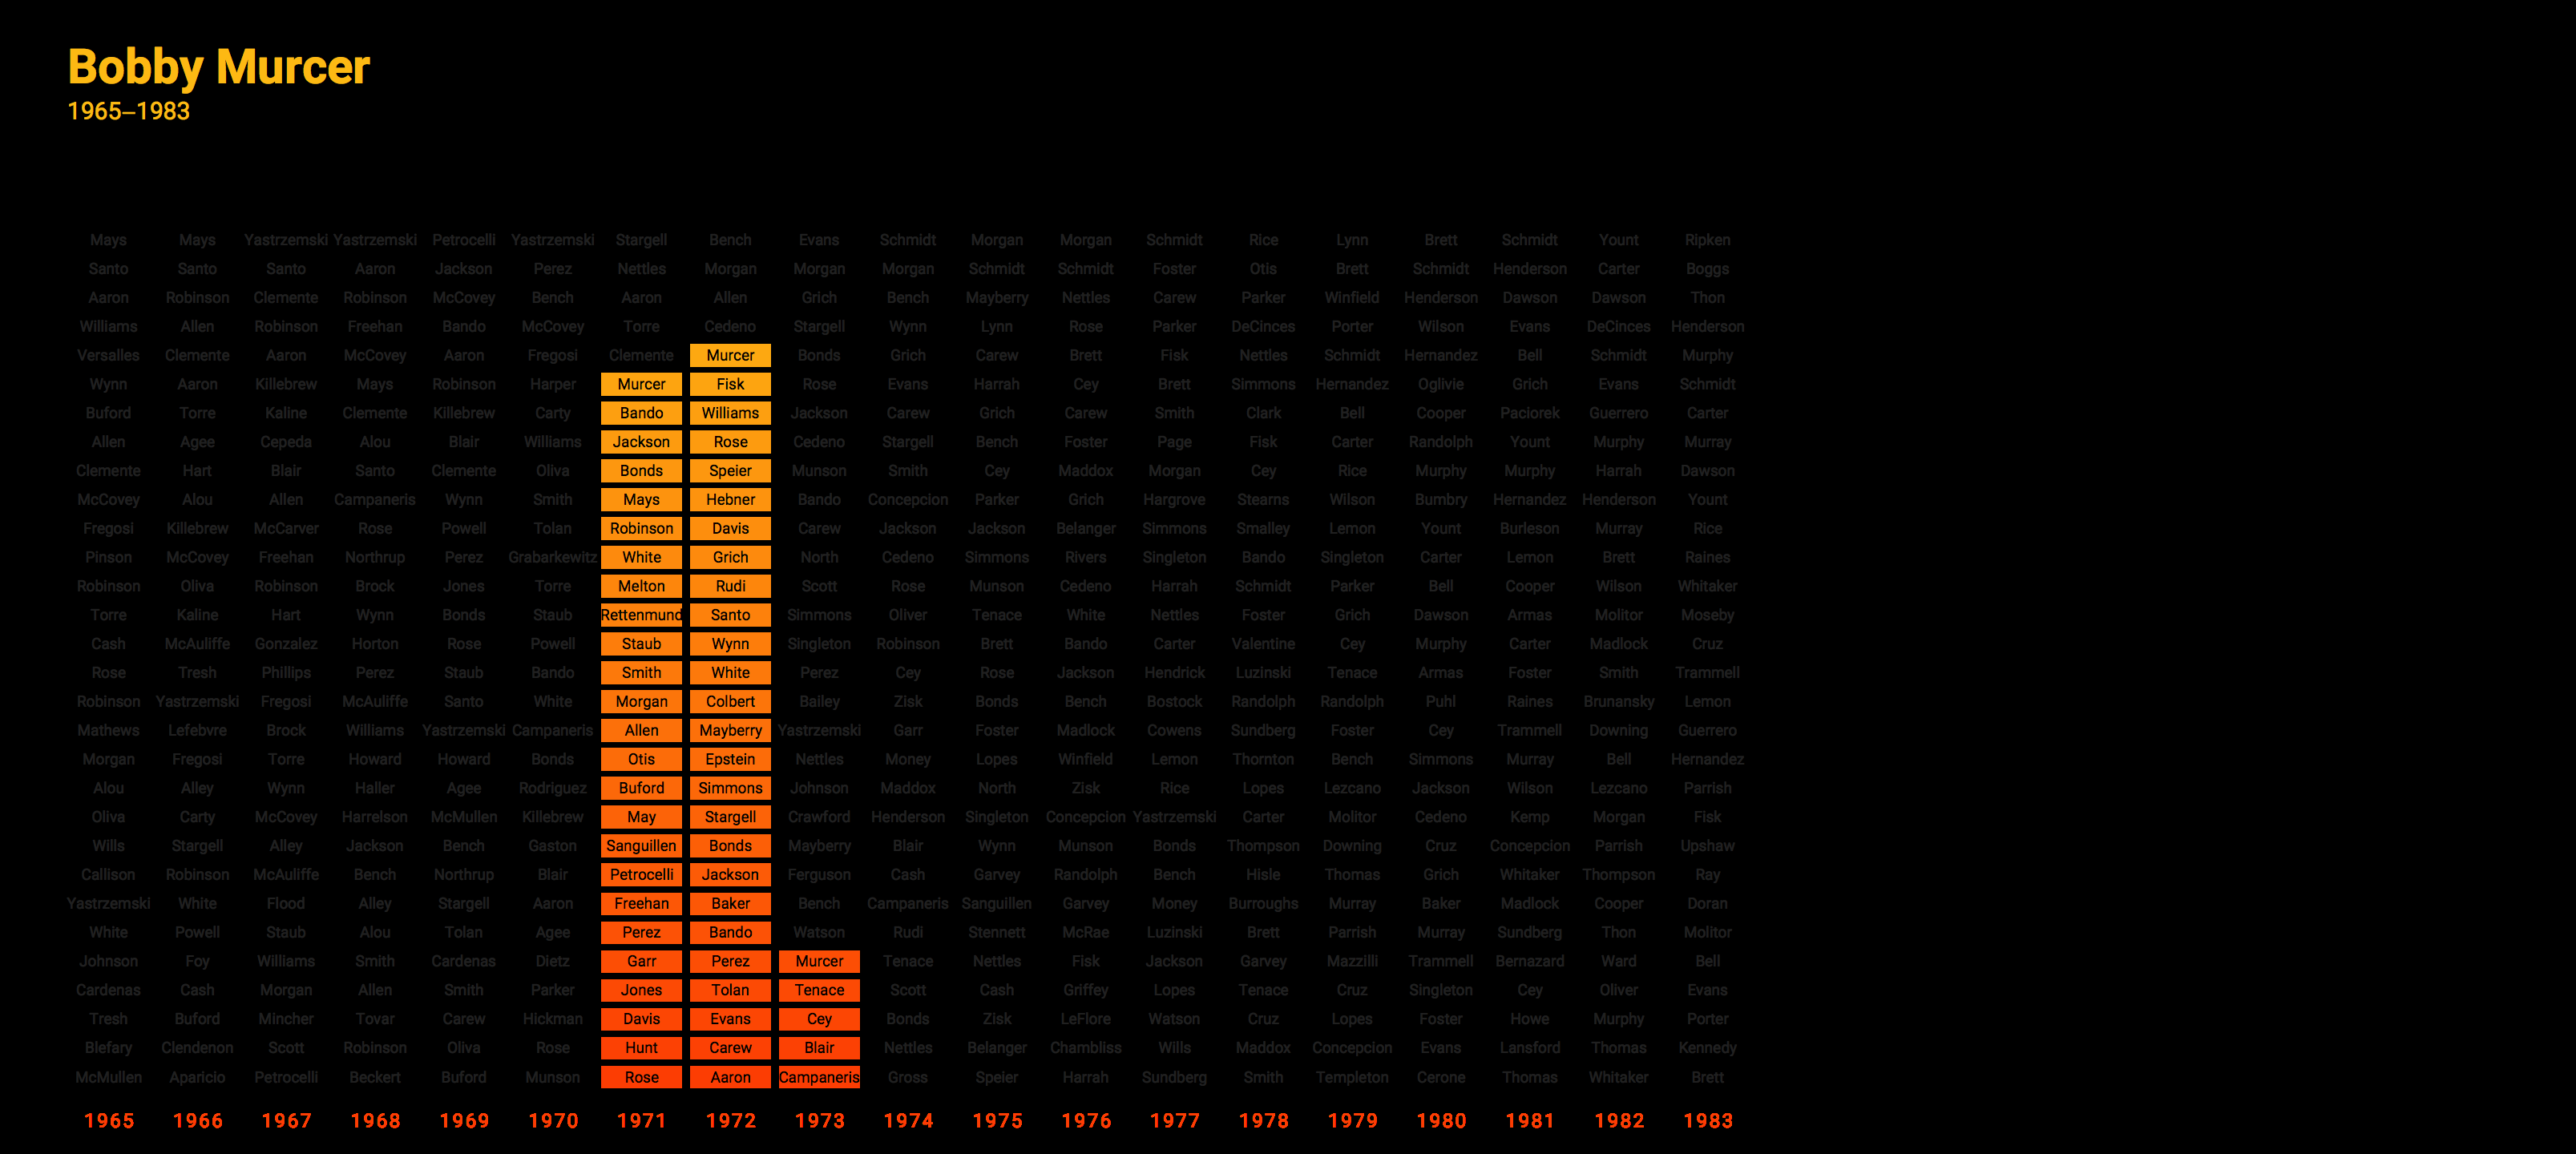 Bobby Murcer
1965–1983
Mays Mays Yastrzemski Yastrzemski Petrocelli Yastrzemski Stargell Bench Evans Schmidt Morgan Morgan Schmidt Rice Lynn Brett Schmidt Yount Ripken
Santo Santo Santo Aaron Jackson Perez Nettles Morgan Morgan Morgan Schmidt Schmidt Foster Otis Brett Schmidt Henderson Carter Boggs
Aaron Robinson Clemente Robinson McCovey Bench Aaron Allen Grich Bench Mayberry Nettles Carew Parker Winfield Henderson Dawson Dawson Thon
Williams Allen Robinson Freehan Bando McCovey Torre Cedeno Stargell Wynn Lynn Rose Parker DeCinces Porter Wilson Evans DeCinces Henderson
Versalles Clemente Aaron McCovey Aaron Fregosi Clemente Murcer Bonds Grich Carew Brett Fisk Nettles Schmidt Hernandez Bell Schmidt Murphy
Wynn Aaron Killebrew Mays Robinson Harper Murcer Fisk Rose Evans Harrah Cey Brett Simmons Hernandez Oglivie Grich Evans Schmidt
Buford Torre Kaline Clemente Killebrew Carty Bando Williams Jackson Carew Grich Carew Smith Clark Bell Cooper Paciorek Guerrero Carter
Allen Agee Cepeda Alou Blair Williams Jackson Rose Cedeno Stargell Bench Foster Page Fisk Carter Randolph Yount Murphy Murray
Clemente Hart Blair Santo Clemente Oliva Bonds Speier Munson Smith Cey Maddox Morgan Cey Rice Murphy Murphy Harrah Dawson
McCovey Alou Allen Campaneris Wynn Smith Mays Hebner Bando Concepcion Parker Grich Hargrove Stearns Wilson Bumbry Hernandez Henderson Yount
Fregosi Killebrew McCarver Rose Powell Tolan Robinson Davis Carew Jackson Jackson Belanger Simmons Smalley Lemon Yount Burleson Murray Rice
Pinson McCovey Freehan Northrup Perez Grabarkewitz White Grich North Cedeno Simmons Rivers Singleton Bando Singleton Carter Lemon Brett Raines
Robinson Oliva Robinson Brock Jones Torre Melton Rudi Scott Rose Munson Cedeno Harrah Schmidt Parker Bell Cooper Wilson Whitaker
Torre Kaline Hart Wynn Bonds Staub Rettenmund Santo Simmons Oliver Tenace White Nettles Foster Grich Dawson Armas Molitor Moseby
Cash McAuliffe Gonzalez Horton Rose Powell Staub Wynn Singleton Robinson Brett Bando Carter Valentine Cey Murphy Carter Madlock Cruz
Rose Tresh Phillips Perez Staub Bando Smith White Perez Cey Rose Jackson Hendrick Luzinski Tenace Armas Foster Smith Trammell
Robinson Yastrzemski Fregosi McAuliffe Santo White Morgan Colbert Bailey Zisk Bonds Bench Bostock Randolph Randolph Puhl Raines Brunansky Lemon
Mathews Lefebvre Brock Williams Yastrzemski Campaneris Allen Mayberry Yastrzemski Garr Foster Madlock Cowens Sundberg Foster Cey Trammell Downing Guerrero
Morgan Fregosi Torre Howard Howard Bonds Otis Epstein Nettles Money Lopes Winfield Lemon Thornton Bench Simmons Murray Bell Hernandez
Alou Alley Wynn Haller Agee Rodriguez Buford Simmons Johnson Maddox North Zisk Rice Lopes Lezcano Jackson Wilson Lezcano Parrish
Oliva Carty McCovey Harrelson McMullen Killebrew May Stargell Crawford Henderson Singleton Concepcion Yastrzemski Carter Molitor Cedeno Kemp Morgan Fisk
Wills Stargell Alley Jackson Bench Gaston Sanguillen Bonds Mayberry Blair Wynn Munson Bonds Thompson Downing Cruz Concepcion Parrish Upshaw
Callison Robinson McAuliffe Bench Northrup Blair Petrocelli Jackson Ferguson Cash Garvey Randolph Bench Hisle Thomas Grich Whitaker Thompson Ray
Yastrzemski White Flood Alley Stargell Aaron Freehan Baker Bench Campaneris Sanguillen Garvey Money Burroughs Murray Baker Madlock Cooper Doran
White Powell Staub Alou Tolan Agee Perez Bando Watson Rudi Stennett McRae Luzinski Brett Parrish Murray Sundberg Thon Molitor
Johnson Foy Williams Smith Cardenas Dietz Garr Perez Murcer Tenace Nettles Fisk Jackson Garvey Mazzilli Trammell Bernazard Ward Bell
Cardenas Cash Morgan Allen Smith Parker Jones Tolan Tenace Scott Cash Griffey Lopes Tenace Cruz Singleton Cey Oliver Evans
Tresh Buford Mincher Tovar Carew Hickman Davis Evans Cey Bonds Zisk LeFlore Watson Cruz Lopes Foster Howe Murphy Porter
Blefary Clendenon Scott Robinson Oliva Rose Hunt Carew Blair Nettles Belanger Chambliss Wills Maddox Concepcion Evans Lansford Thomas Kennedy
McMullen Aparicio Petrocelli Beckert Buford Munson Rose Aaron Campaneris Gross Speier Harrah Sundberg Smith Templeton Cerone Thomas Whitaker Brett
1965 1966 1967 1968 1969 1970 1971 1972 1973 1974 1975 1976 1977 1978 1979 1980 1981 1982 1983